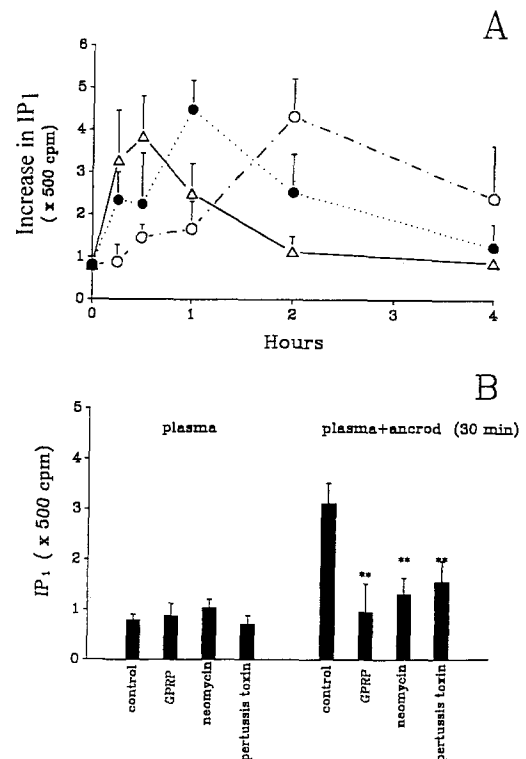 A
Increase in IP1
( x 500 cpm)
6
5
4
3
2
1
0
0 1 2 3 4
Hours
B
plasma plasma+ancrod (30 min)
IP1 ( x 500 cpm)
5
4
3
2
1
0
** ** **
control
GPRP
neomycin
pertussis toxin
control
GPRP
neomycin
pertussis toxin